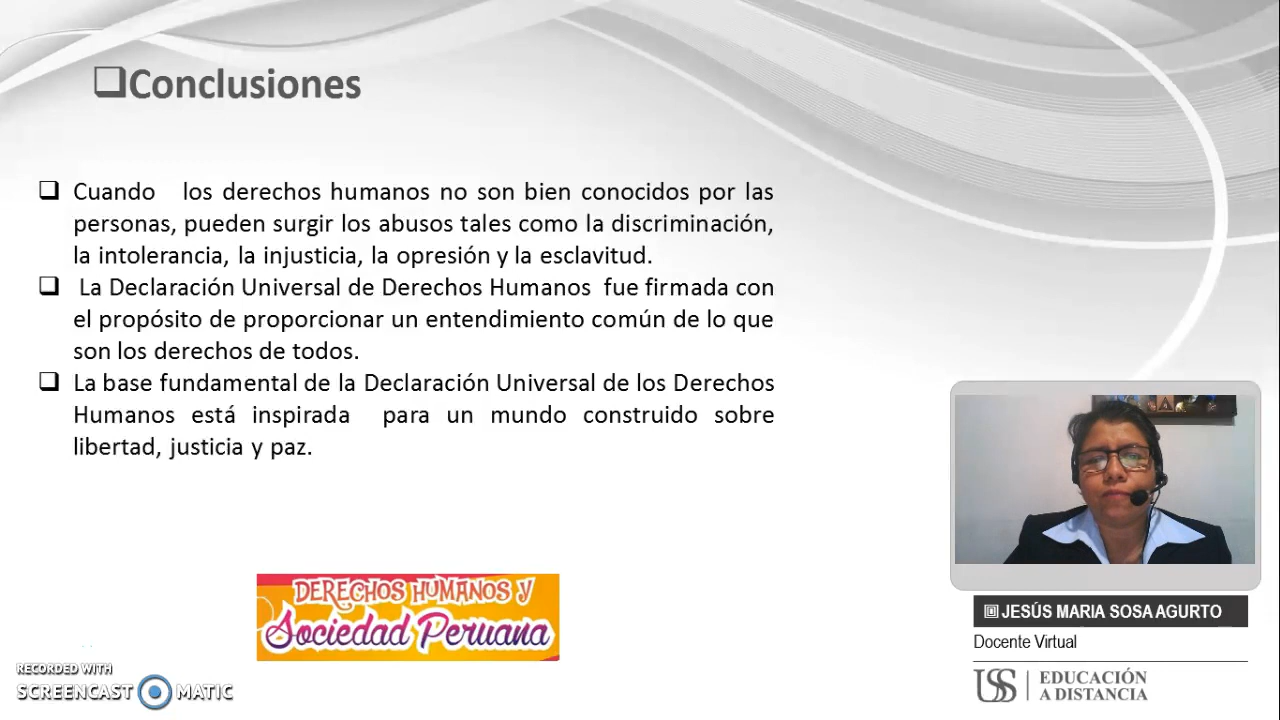 Conclusiones
Cuando los derechos humanos no son bien conocidos por las
personas, pueden surgir los abusos tales como la discriminación,
la intolerancia, la injusticia, la opresión y la esclavitud.
La Declaración Universal de Derechos Humanos fue firmada con
el propósito de proporcionar un entendimiento común de lo que
son los derechos de todos.
La base fundamental de la Declaración Universal de los Derechos
Humanos está inspirada para un mundo construido sobre
libertad, justicia y paz.
DERECHOS HUMANOS Y
Sociedad Peruana
JESÚS MARIA SOSA AGURTO
Docente Virtual
USS EDUCACIÓN
A DISTANCIA
RECORDED WITH
SCREENCAST MATIC